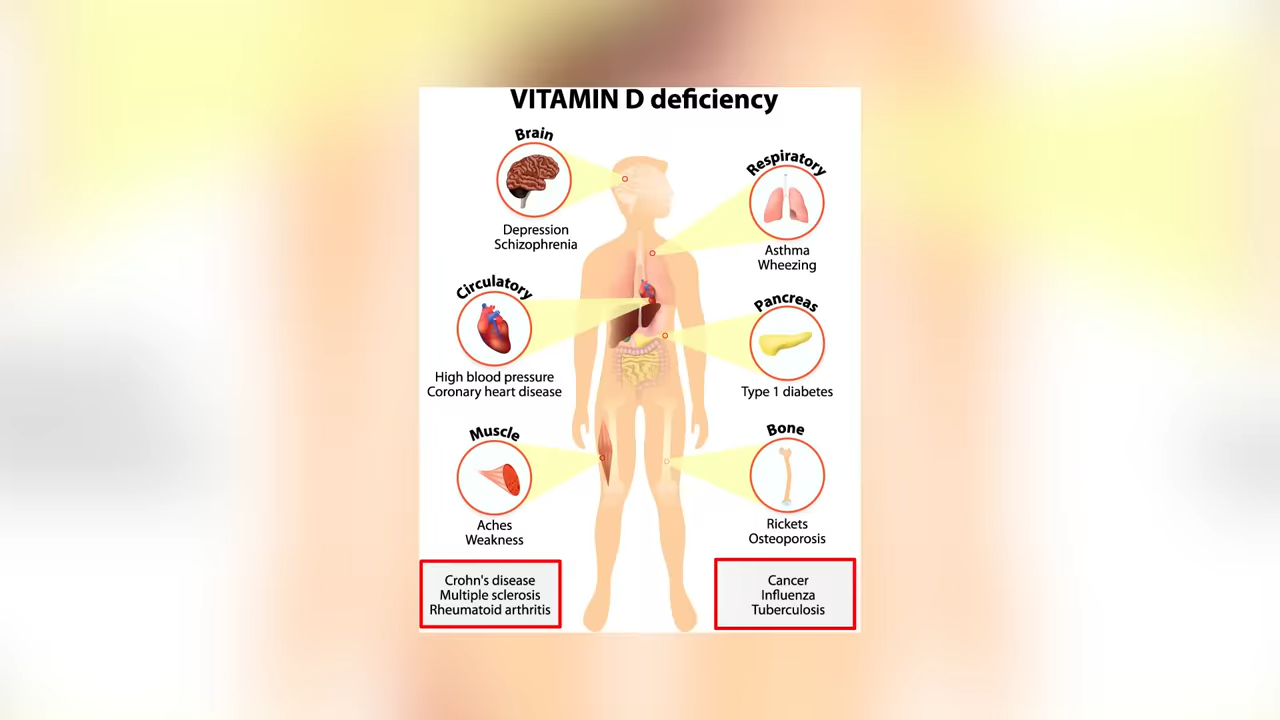 VITAMIN D deficiency
Brain
Depression
Schizophrenia
Respiratory
Asthma
Wheezing
Circulatory
High blood pressure
Coronary heart disease
Pancreas
Type 1 diabetes
Muscle
Aches
Weakness
Bone
Rickets
Osteoporosis
Crohn's disease
Multiple sclerosis
Rheumatoid arthritis
Cancer
Influenza
Tuberculosis